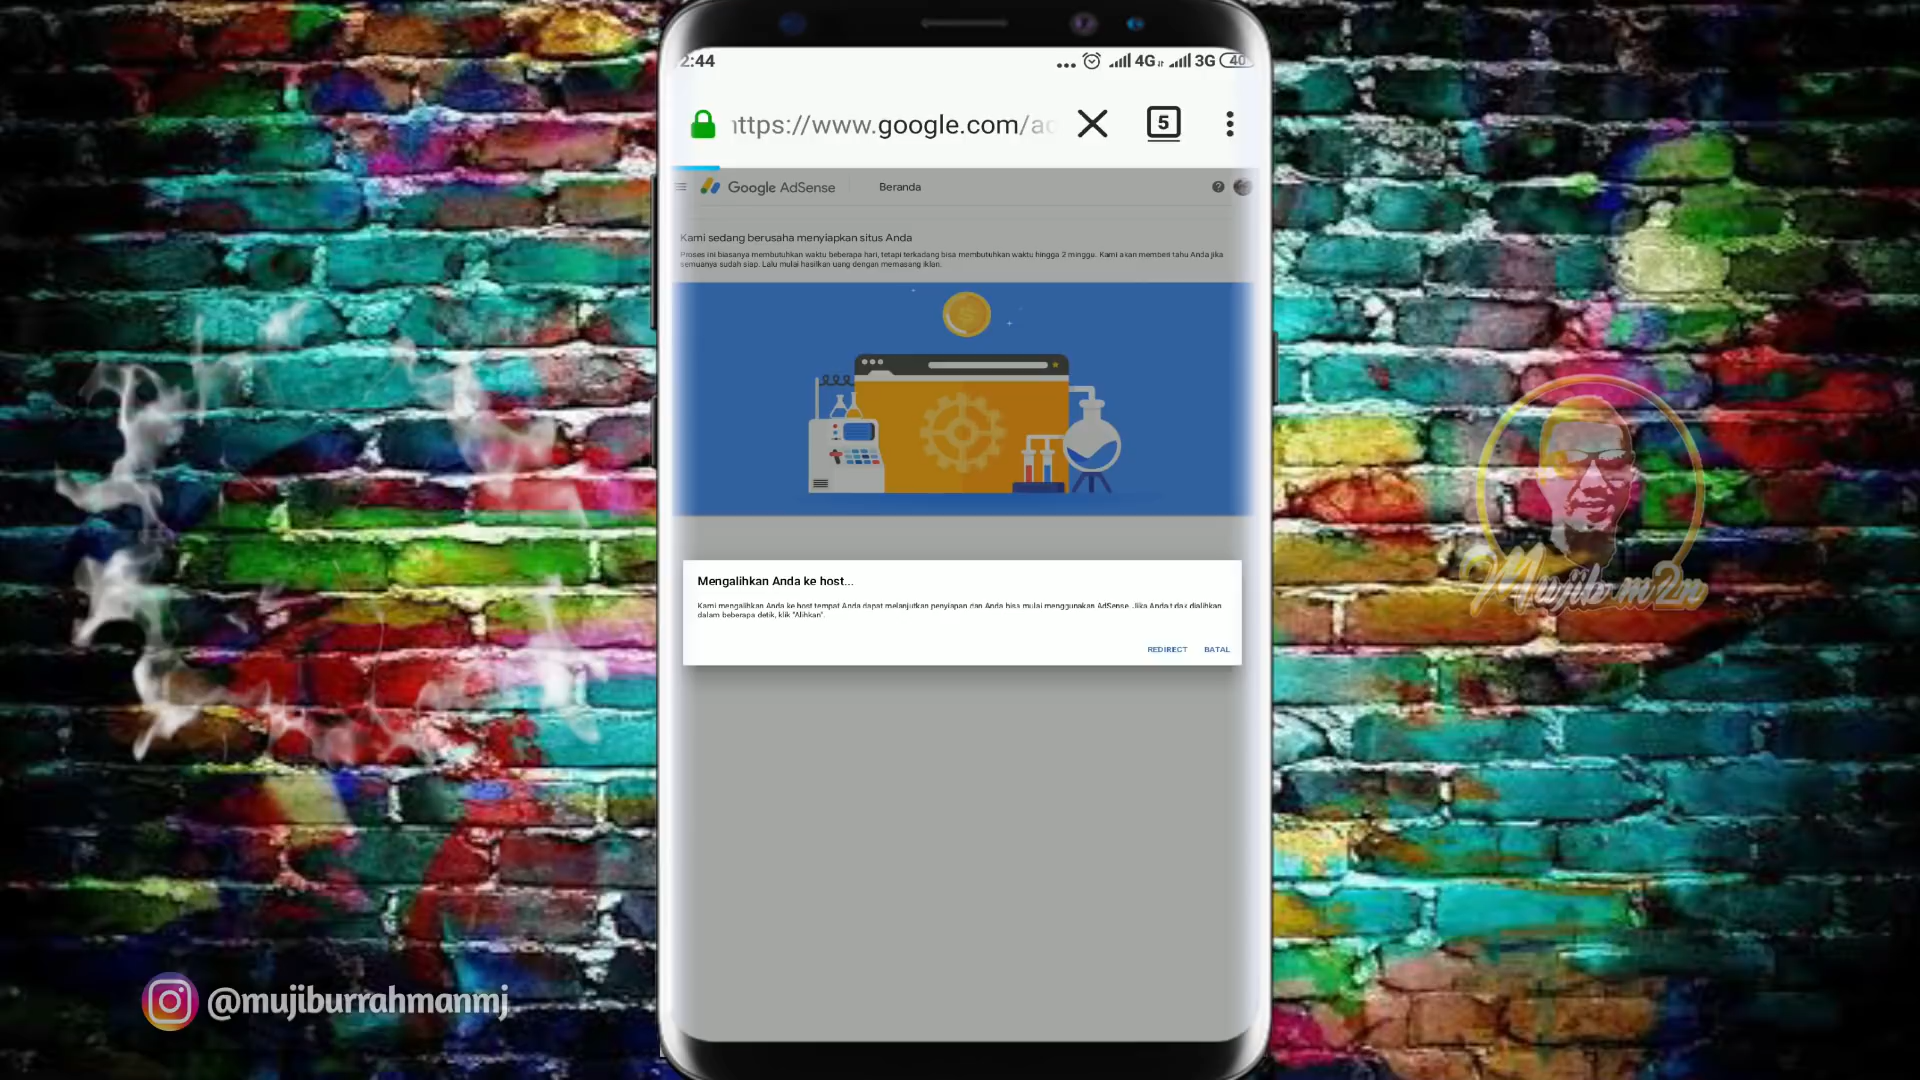 2:44
4G
3G
40
https://www.google.com/ad
5
Google AdSense
Beranda
Kami sedang berusaha menyiapkan situs Anda
Proses ini biasanya membutuhkan waktu beberapa hari, tetapi terkadang bisa membutuhkan waktu hingga 2 minggu. Kami akan memberi tahu Anda jika
semuanya sudah siap. Lalu mulai hasilkan uang dengan memasang iklan.
Mengalihkan Anda ke host...
Kami mengalihkan Anda ke host tempat Anda dapat melanjutkan penyiapan dan Anda bisa mulai menggunakan AdSense. Jika Anda tidak dialihkan
dalam beberapa detik, klik "Alihkan".
REDIRECT
BATAL
Mujib m2n
@mujiburrahmanmj